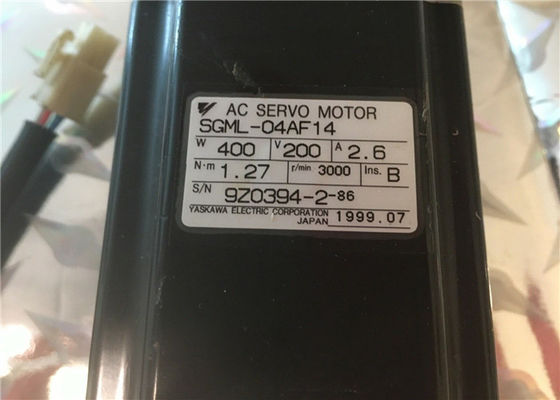 AC SERVO MOTOR
SGML-04AF14
W 400 V 200 A 2.6
N·m 1.27 r/min 3000 Ins. B
S/N 9Z0394-2-86
YASKAWA ELECTRIC CORPORATION 1999.07
JAPAN